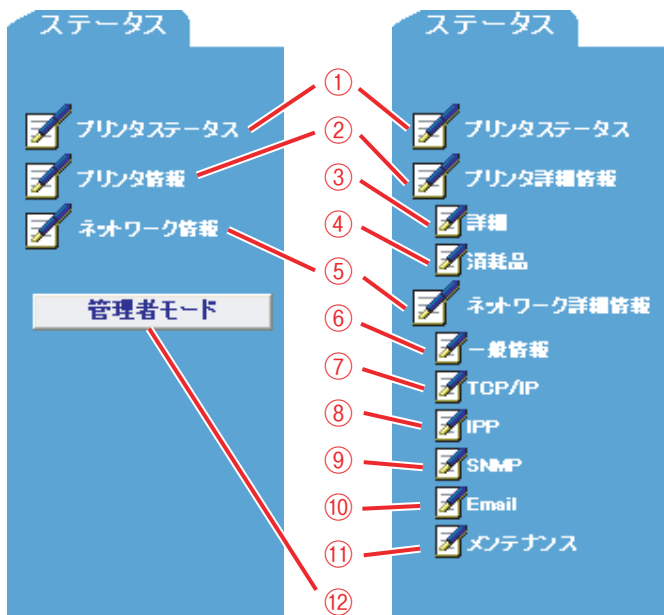 ステータス
プリンタステータス
プリンタ情報
ネットワーク情報
管理者モード
①
②
③
④
⑤
⑥
⑦
⑧
⑨
⑩
⑪
⑫
ステータス
プリンタステータス
プリンタ詳細情報
詳細
消耗品
ネットワーク詳細情報
一般情報
TCP/IP
IPP
SNMP
Email
メンテナンス